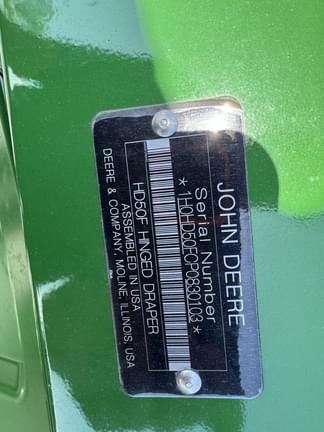 JOHN DEERE
Serial Number
*1H0HD50FCP0830103*
HD50F HINGED DRAPER
ASSEMBLED IN USA
DEERE & COMPANY, MOLINE, ILLINOIS, USA